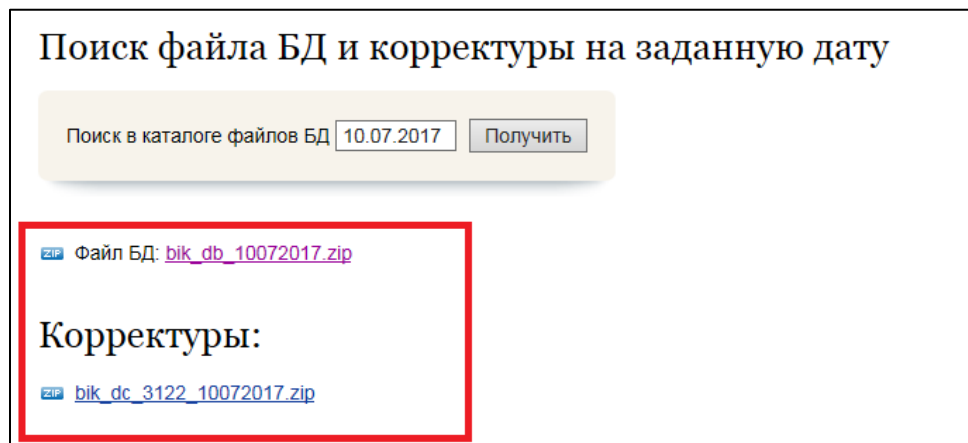 Поиск файла БД и корректуры на заданную дату
Поиск в каталоге файлов БД 10.07.2017 Получить
ZIP Файл БД: bik_db_10072017.zip
Корректуры:
ZIP bik_dc_3122_10072017.zip